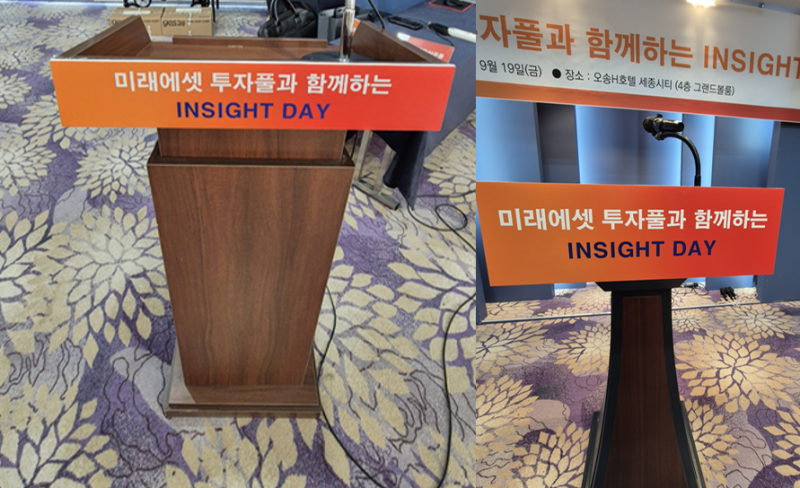 미래에셋 투자풀과 함께하는
INSIGHT DAY
자풀과 함께하는 INSIGHT
9월 19일(금) ● 장소 : 오송H호텔 세종시티 (4층 그랜드볼룸)
미래에셋 투자풀과 함께하는
INSIGHT DAY